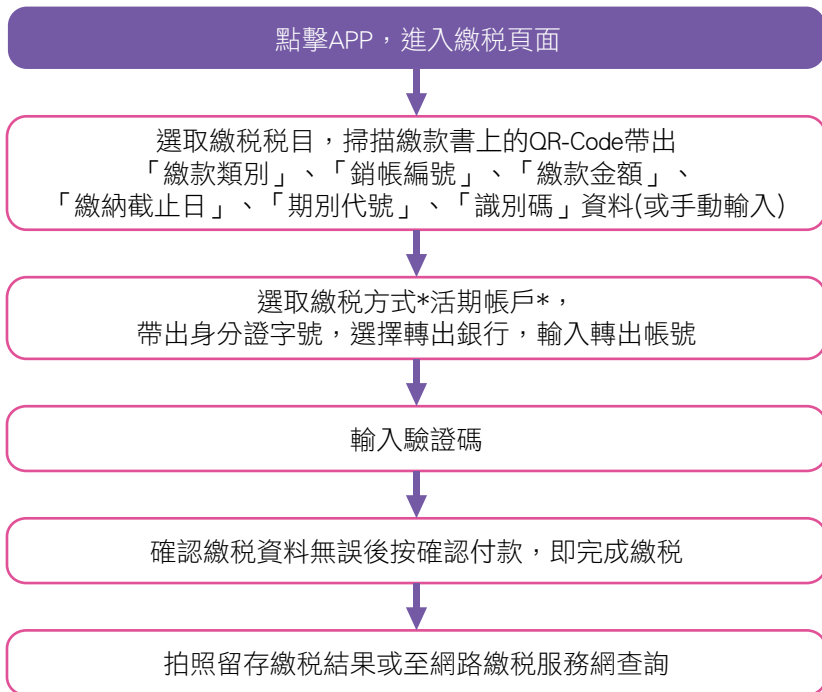 點擊APP，進入繳稅頁面
選取繳稅稅目，掃描繳款書上的QR-Code帶出
「繳款類別」、「銷帳編號」、「繳款金額」、
「繳納截止日」、「期別代號」、「識別碼」資料(或手動輸入)
選取繳稅方式*活期帳戶*，
帶出身分證字號，選擇轉出銀行，輸入轉出帳號
輸入驗證碼
確認繳稅資料無誤後按確認付款，即完成繳稅
拍照留存繳稅結果或至網路繳稅服務網查詢